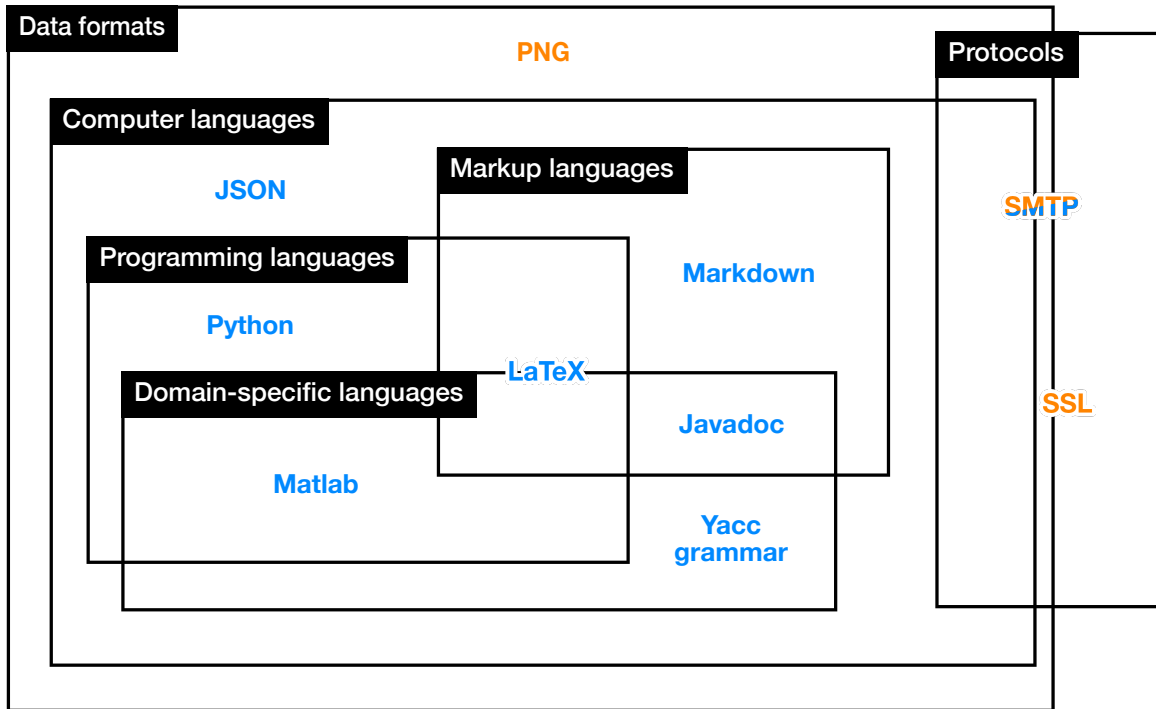 Data formats
PNG
Protocols
Computer languages
Markup languages
JSON
SMTP
Programming languages
Markdown
Python
LaTeX
Domain-specific languages
SSL
Javadoc
Matlab
Yacc
grammar